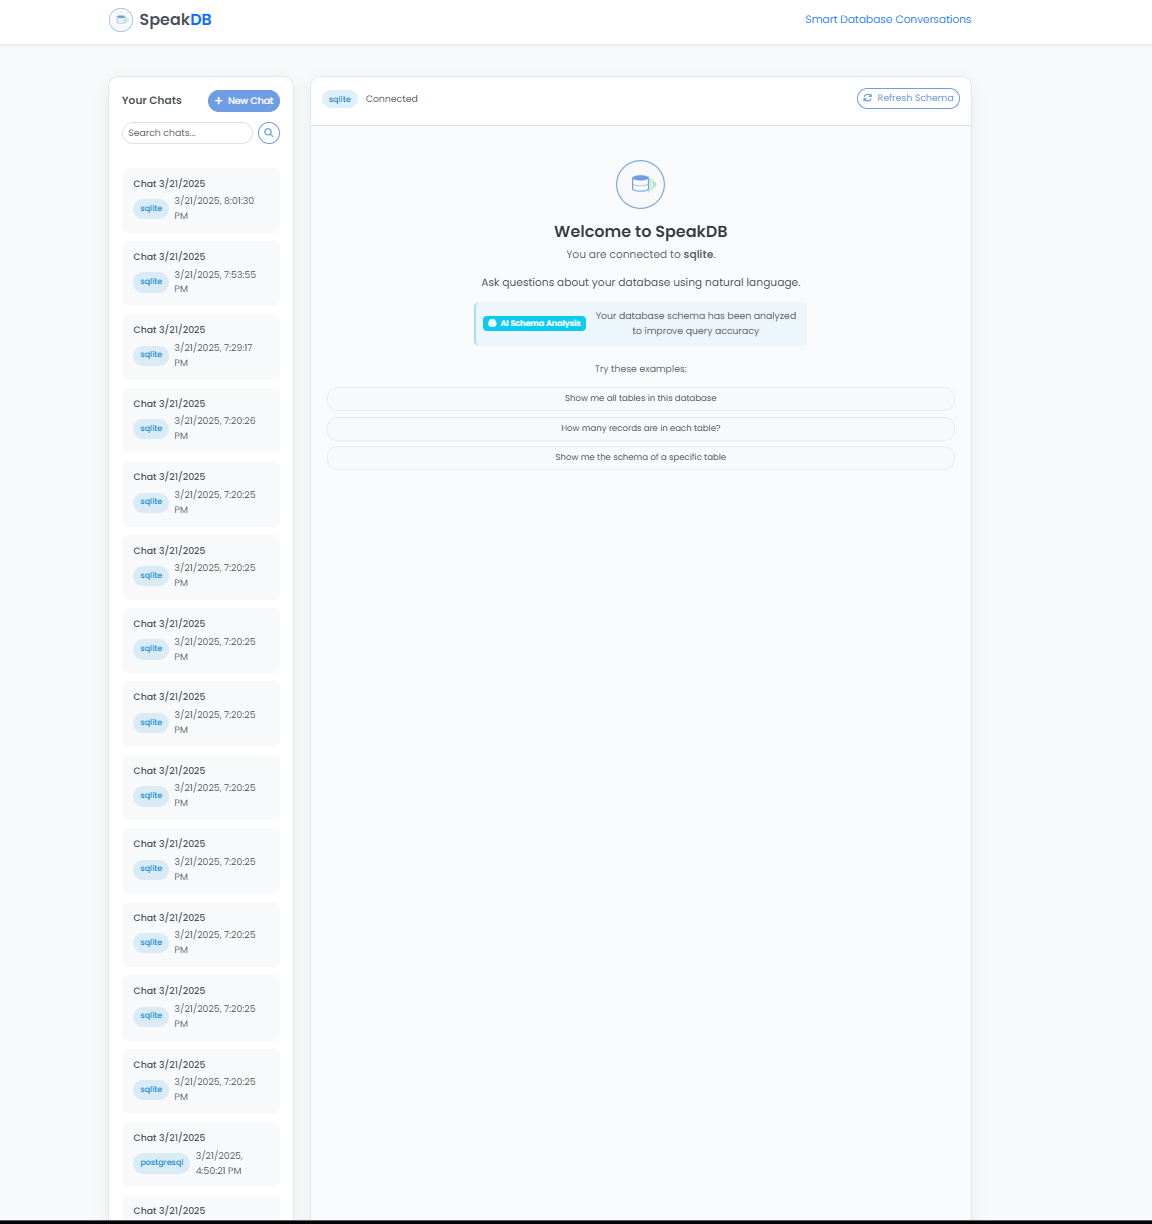 SpeakDB
Smart Database Conversations
Your Chats
+ New Chat
Search chats...
Chat 3/21/2025
sqlite
3/21/2025, 8:01:30
PM
Chat 3/21/2025
sqlite
3/21/2025, 7:53:55
PM
Chat 3/21/2025
sqlite
3/21/2025, 7:29:17
PM
Chat 3/21/2025
sqlite
3/21/2025, 7:20:26
PM
Chat 3/21/2025
sqlite
3/21/2025, 7:20:25
PM
Chat 3/21/2025
sqlite
3/21/2025, 7:20:25
PM
Chat 3/21/2025
sqlite
3/21/2025, 7:20:25
PM
Chat 3/21/2025
sqlite
3/21/2025, 7:20:25
PM
Chat 3/21/2025
sqlite
3/21/2025, 7:20:25
PM
Chat 3/21/2025
sqlite
3/21/2025, 7:20:25
PM
Chat 3/21/2025
sqlite
3/21/2025, 7:20:25
PM
Chat 3/21/2025
sqlite
3/21/2025, 7:20:25
PM
Chat 3/21/2025
sqlite
3/21/2025, 7:20:25
PM
Chat 3/21/2025
postgresql
3/21/2025,
4:50:21 PM
Chat 3/21/2025
sqlite
Connected
Refresh Schema
Welcome to SpeakDB
You are connected to sqlite.
Ask questions about your database using natural language.
AI Schema Analysis
Your database schema has been analyzed
to improve query accuracy
Try these examples:
Show me all tables in this database
How many records are in each table?
Show me the schema of a specific table